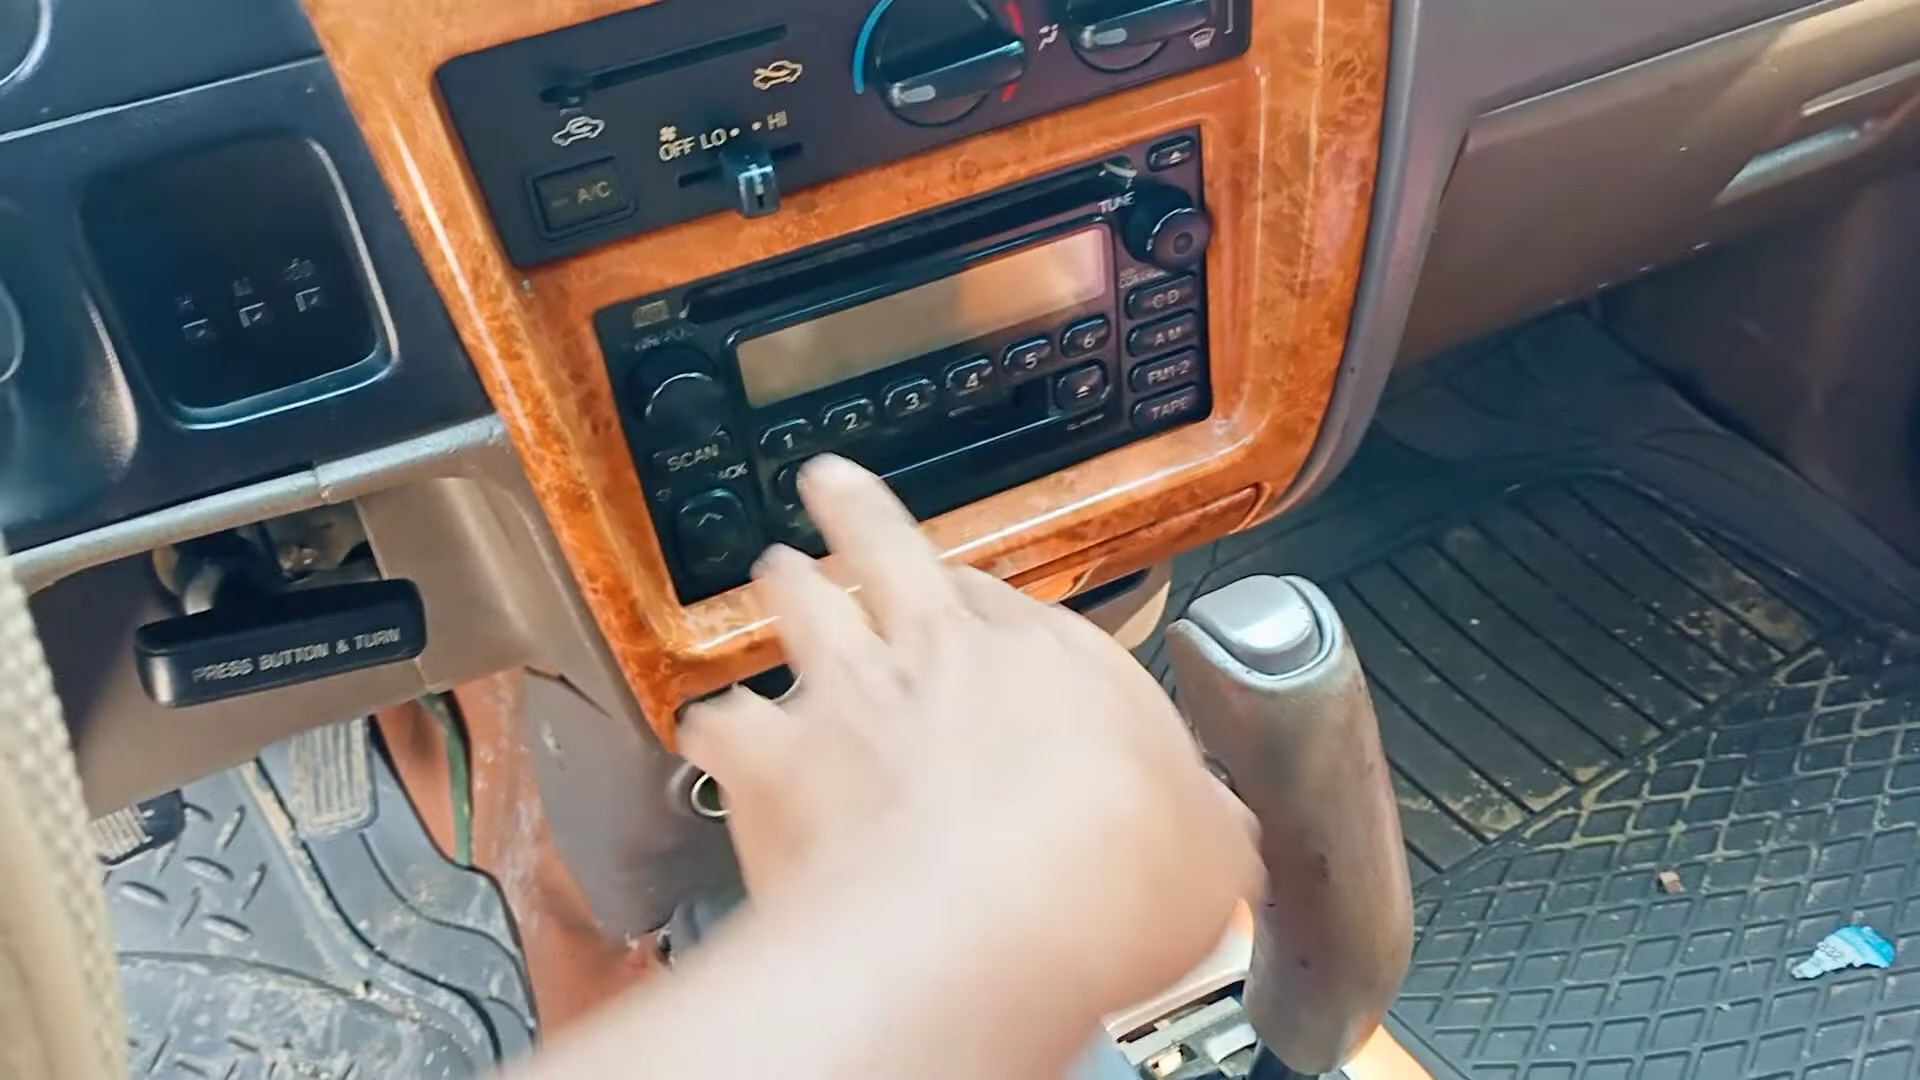 OFF LO • • HI
A/C
TUNE
CD
AM
FM1·2
TAPE
1 2 3 4 5 6
SCAN
PRESS BUTTON & TURN